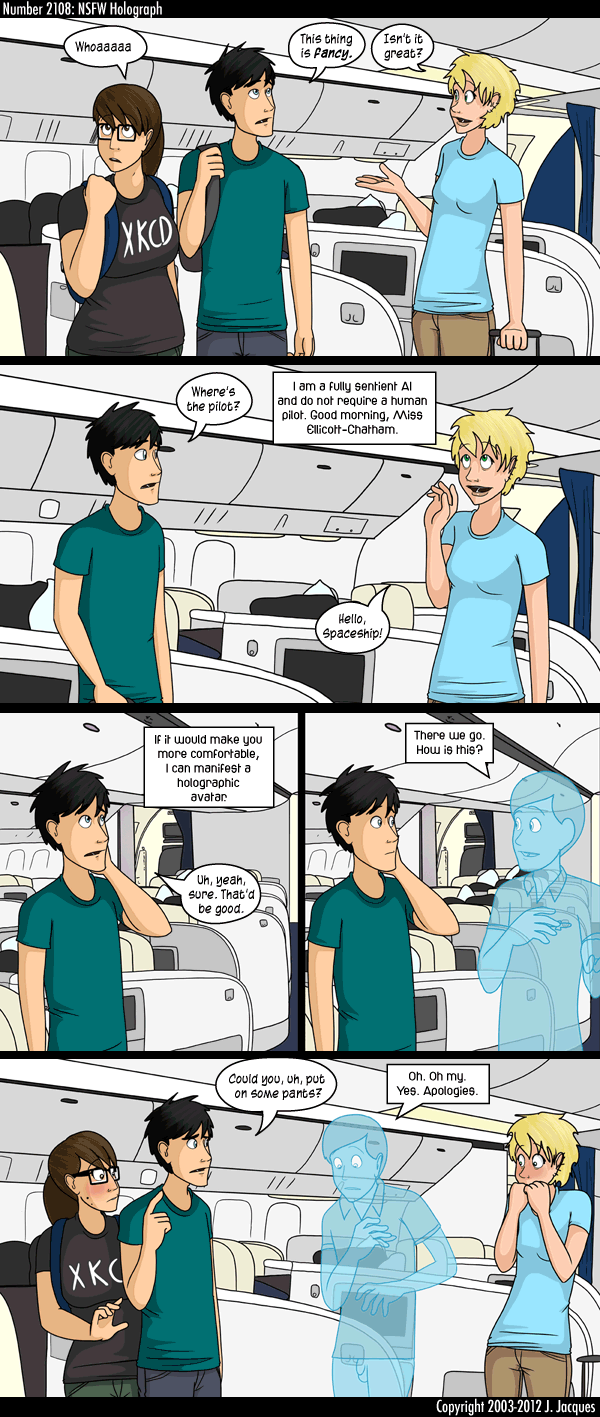 Number 2108: NSFW Holograph
Whoaaaaa
This thing
is fancy.
Isn't it
great?
XKCD
Where's
the pilot?
I am a fully sentient AI
and do not require a human
pilot. Good morning, Miss
Ellicott-Chatham.
Hello,
Spaceship!
If it would make you
more comfortable,
I can manifest a
holographic
avatar.
Uh, yeah,
sure. That'd
be good.
There we go.
How is this?
Could you, uh, put
on some pants?
Oh. Oh my.
Yes. Apologies.
XKC
Copyright 2003-2012 J. Jacques